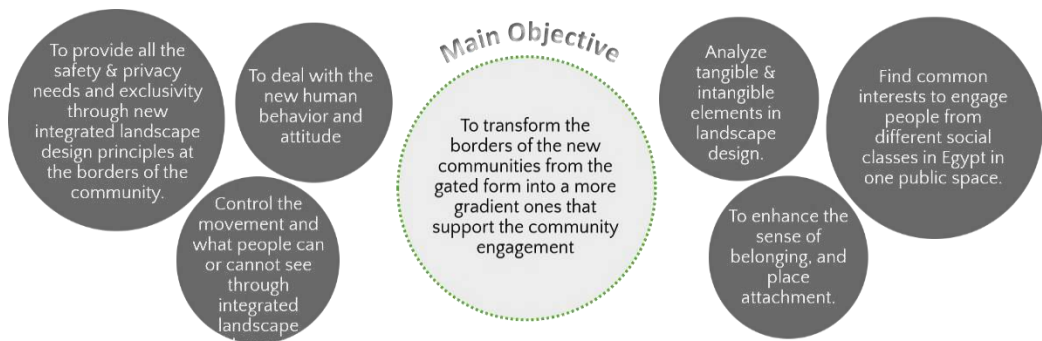 To provide all the
safety & privacy
needs and exclusivity
through new
integrated landscape
design principles at
the borders of the
community.
To deal with the
new human
behavior and
attitude
Control the
movement and
what people can
or cannot see
through
integrated
landscape
Main Objective
To transform the
borders of the new
communities from the
gated form into a more
gradient ones that
support the community
engagement
Analyze
tangible &
intangible
elements in
landscape
design.
To enhance the
sense of
belonging, and
place
attachment.
Find common
interests to engage
people from
different social
classes in Egypt in
one public space.